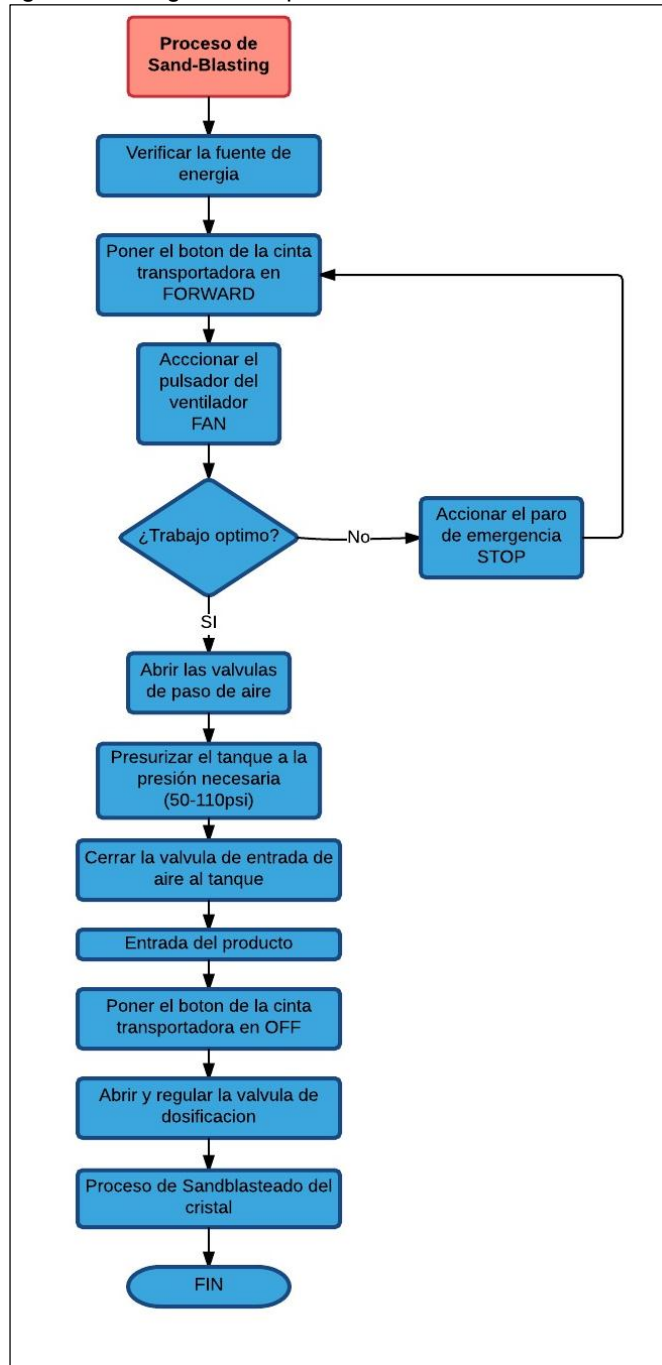 Proceso de
Sand-Blasting
Verificar la fuente de
energia
Poner el boton de la cinta
transportadora en
FORWARD
Acccionar el
pulsador del
ventilador
FAN
¿Trabajo optimo?
No
Accionar el paro
de emergencia
STOP
SI
Abrir las valvulas
de paso de aire
Presurizar el tanque a la
presión necesaria
(50-110psi)
Cerrar la valvula de entrada de
aire al tanque
Entrada del producto
Poner el boton de la cinta
transportadora en OFF
Abrir y regular la valvula de
dosificacion
Proceso de Sandblasteado del
cristal
FIN